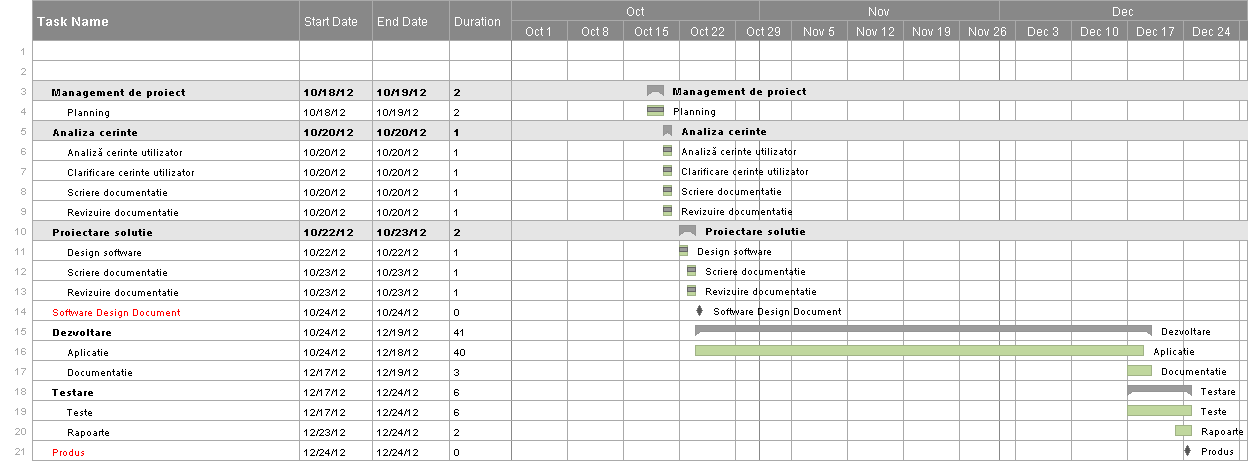 Task Name Start Date End Date Duration Oct Nov Dec
Oct 1 Oct 8 Oct 15 Oct 22 Oct 29 Nov 5 Nov 12 Nov 19 Nov 26 Dec 3 Dec 10 Dec 17 Dec 24
1
2
3 Management de proiect 10/18/12 10/19/12 2 Management de proiect
4 Planning 10/18/12 10/19/12 2 Planning
5 Analiza cerinte 10/20/12 10/20/12 1 Analiza cerinte
6 Analiză cerinte utilizator 10/20/12 10/20/12 1 Analiză cerinte utilizator
7 Clarificare cerinte utilizator 10/20/12 10/20/12 1 Clarificare cerinte utilizator
8 Scriere documentatie 10/20/12 10/20/12 1 Scriere documentatie
9 Revizuire documentatie 10/20/12 10/20/12 1 Revizuire documentatie
10 Proiectare solutie 10/22/12 10/23/12 2 Proiectare solutie
11 Design software 10/22/12 10/22/12 1 Design software
12 Scriere documentatie 10/23/12 10/23/12 1 Scriere documentatie
13 Revizuire documentatie 10/23/12 10/23/12 1 Revizuire documentatie
14 Software Design Document 10/24/12 10/24/12 0 Software Design Document
15 Dezvoltare 10/24/12 12/19/12 41 Dezvoltare
16 Aplicatie 10/24/12 12/18/12 40 Aplicatie
17 Documentatie 12/17/12 12/19/12 3 Documentatie
18 Testare 12/17/12 12/24/12 6 Testare
19 Teste 12/17/12 12/24/12 6 Teste
20 Rapoarte 12/23/12 12/24/12 2 Rapoarte
21 Produs 12/24/12 12/24/12 0 Produs